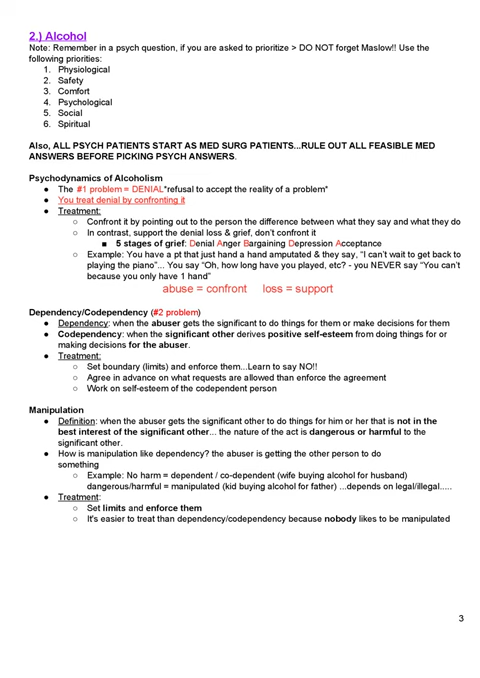 2.) Alcohol
Note: Remember in a psych question, if you are asked to prioritize > DO NOT forget Maslow!! Use the
following priorities:
1. Physiological
2. Safety
3. Comfort
4. Psychological
5. Social
6. Spiritual
Also, ALL PSYCH PATIENTS START AS MED SURG PATIENTS...RULE OUT ALL FEASIBLE MED
ANSWERS BEFORE PICKING PSYCH ANSWERS.
Psychodynamics of Alcoholism
● The #1 problem = DENIAL*refusal to accept the reality of a problem*
● You treat denial by confronting it
● Treatment:
○ Confront it by pointing out to the person the difference between what they say and what they do
○ In contrast, support the denial loss & grief, don't confront it
■ 5 stages of grief: Denial Anger Bargaining Depression Acceptance
○ Example: You have a pt that just hand a hand amputated & they say, “I can't wait to get back to
playing the piano”... You say “Oh, how long have you played, etc? - you NEVER say “You can't
because you only have 1 hand”
abuse = confront loss = support
Dependency/Codependency (#2 problem)
● Dependency: when the abuser gets the significant to do things for them or make decisions for them
● Codependency: when the significant other derives positive self-esteem from doing things for or
making decisions for the abuser.
● Treatment:
○ Set boundary (limits) and enforce them...Learn to say NO!!
○ Agree in advance on what requests are allowed than enforce the agreement
○ Work on self-esteem of the codependent person
Manipulation
● Definition: when the abuser gets the significant other to do things for him or her that is not in the
best interest of the significant other... the nature of the act is dangerous or harmful to the
significant other.
● How is manipulation like dependency? the abuser is getting the other person to do
something
○ Example: No harm = dependent / co-dependent (wife buying alcohol for husband)
dangerous/harmful = manipulated (kid buying alcohol for father) ...depends on legal/illegal.....
● Treatment:
○ Set limits and enforce them
○ It's easier to treat than dependency/codependency because nobody likes to be manipulated
3